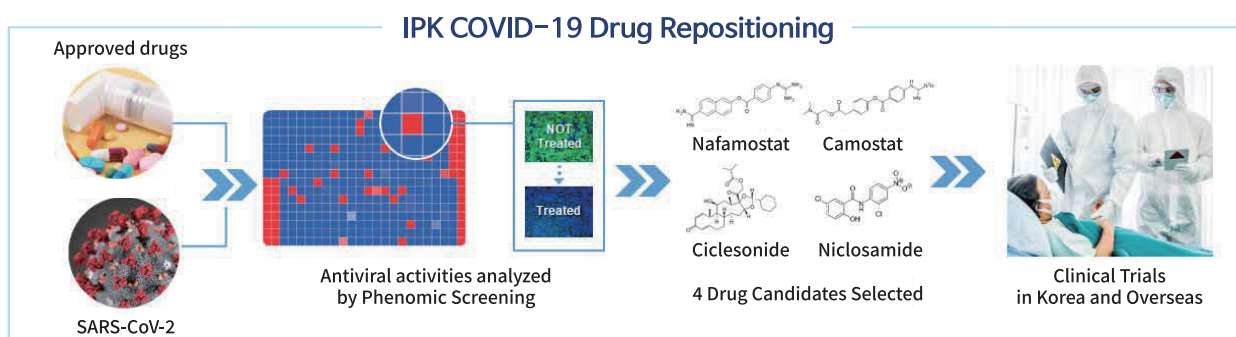 IPK COVID-19 Drug Repositioning
Approved drugs
SARS-CoV-2
NOT
Treated
Treated
Antiviral activities analyzed
by Phenomic Screening
Nafamostat
Camostat
Ciclesonide
Niclosamide
4 Drug Candidates Selected
Clinical Trials
in Korea and Overseas